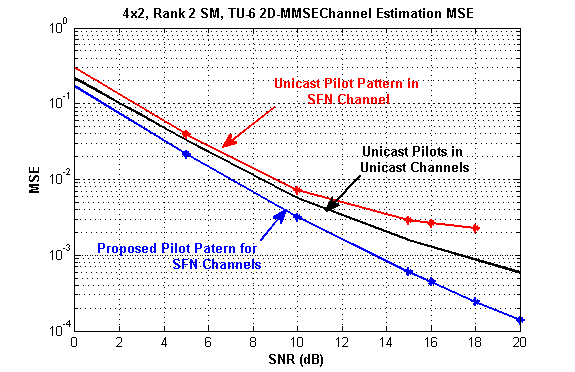 4x2, Rank 2 SM, TU-6 2D-MMSEChannel Estimation MSE
10^0
10^-1
10^-2
10^-3
10^-4
MSE
Unicast Pilot Pattern in
SFN Channel
Unicast Pilots in
Unicast Channels
Proposed Pilot Patern for
SFN Channels
0 2 4 6 8 10 12 14 16 18 20
SNR (dB)